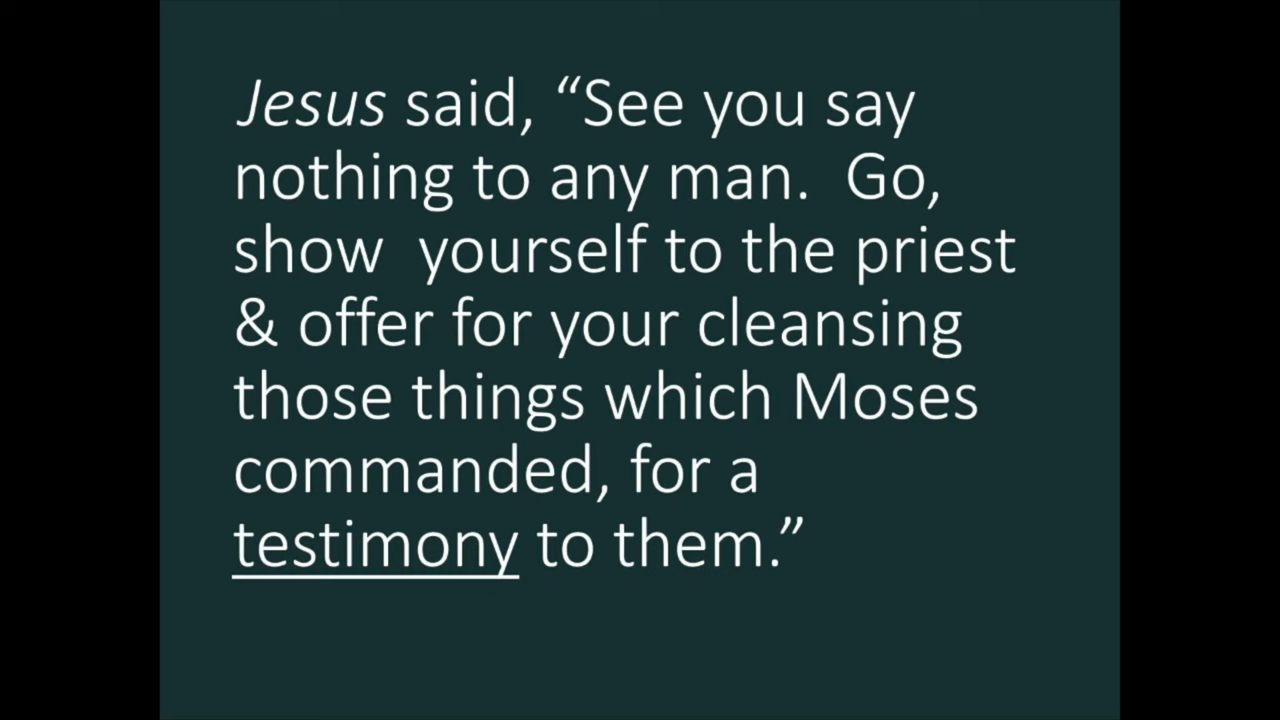 Jesus said, “See you say
nothing to any man.  Go,
show  yourself to the priest
& offer for your cleansing
those things which Moses
commanded, for a
testimony to them.”